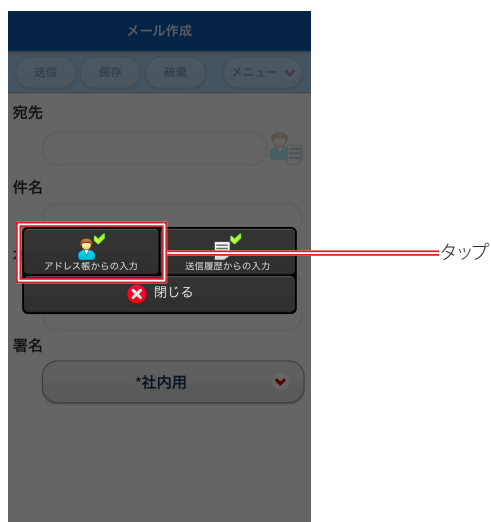 メール作成
送信 保存 破棄 メニュー
宛先
件名
アドレス帳からの入力 送信履歴からの入力
タップ
閉じる
署名
*社内用